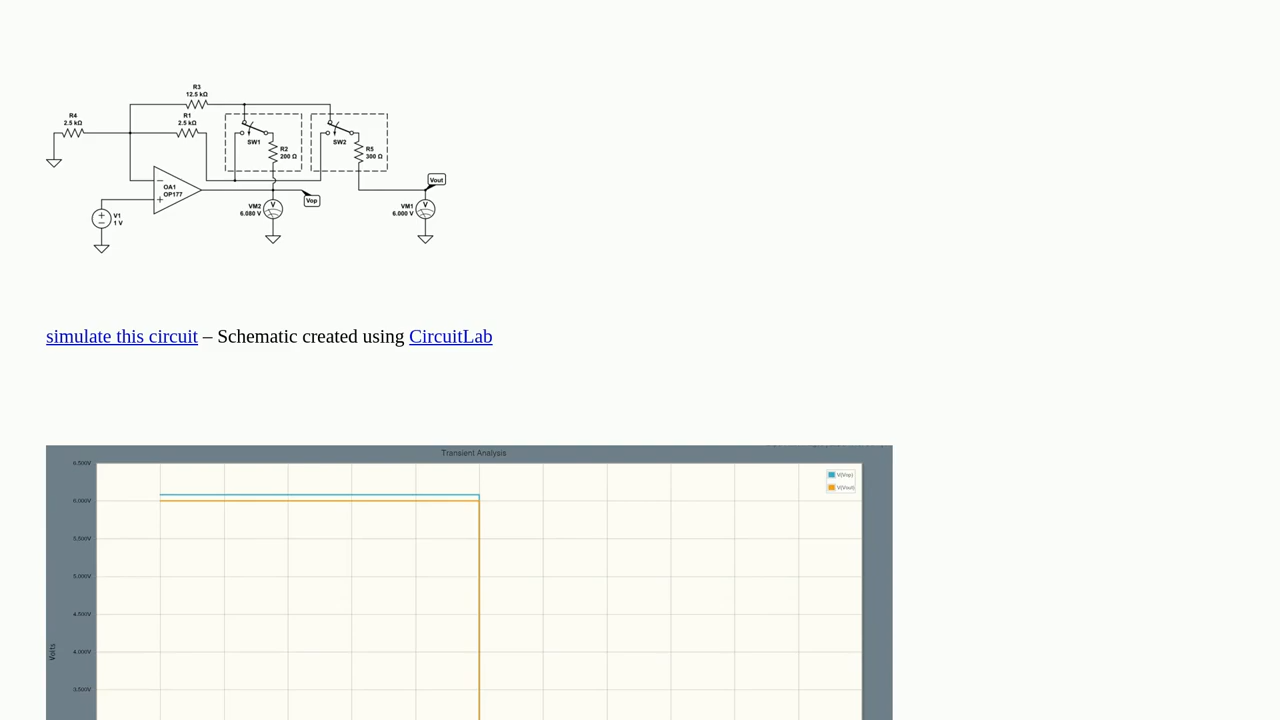 R3
12.5 kΩ
R4
2.5 kΩ
R1
2.5 kΩ
SW1
SW2
R2
200 Ω
R5
300 Ω
OA1
OP177
−
+
Vout
Vop
V1
1 V
VM2
6.080 V
V
VM1
6.000 V
V
simulate this circuit – Schematic created using CircuitLab
Transient Analysis
6.500V
V(Vop)
V(Vout)
6.000V
5.500V
5.000V
4.500V
4.000V
Volts
3.500V